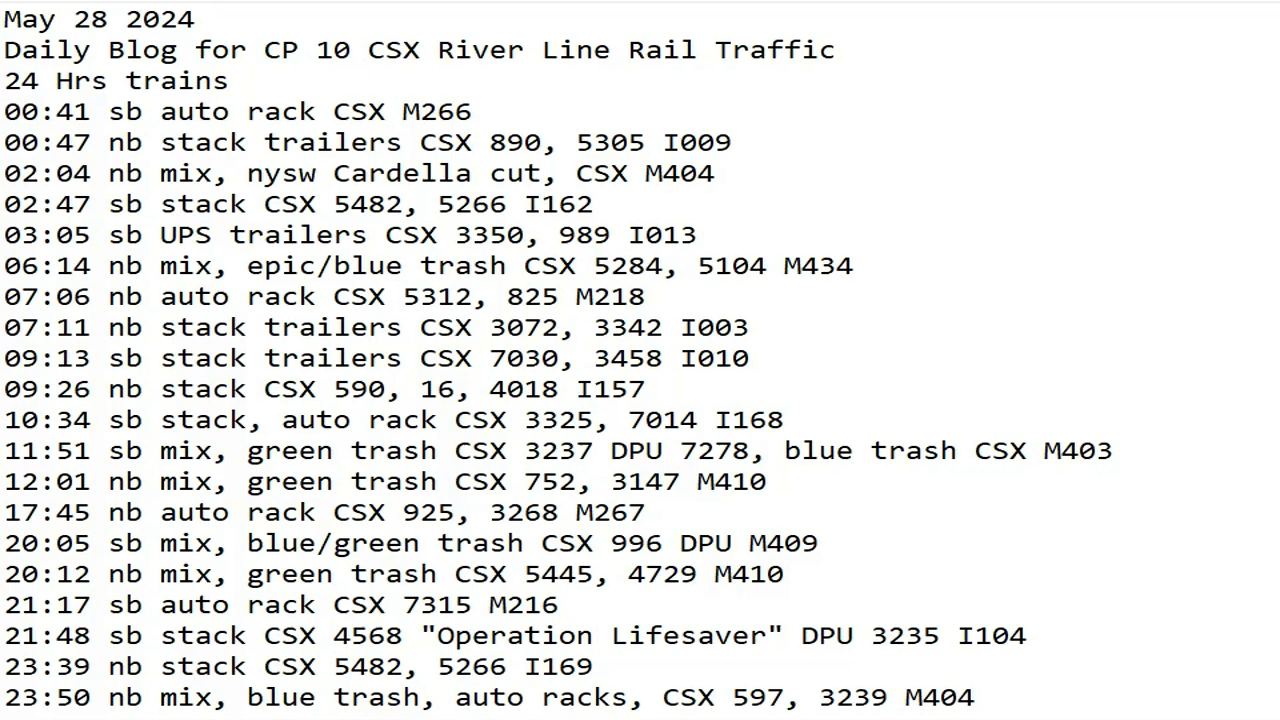 May 28 2024
Daily Blog for CP 10 CSX River Line Rail Traffic
24 Hrs trains
00:41 sb auto rack CSX M266
00:47 nb stack trailers CSX 890, 5305 I009
02:04 nb mix, nysw Cardella cut, CSX M404
02:47 sb stack CSX 5482, 5266 I162
03:05 sb UPS trailers CSX 3350, 989 I013
06:14 nb mix, epic/blue trash CSX 5284, 5104 M434
07:06 nb auto rack CSX 5312, 825 M218
07:11 nb stack trailers CSX 3072, 3342 I003
09:13 sb stack trailers CSX 7030, 3458 I010
09:26 nb stack CSX 590, 16, 4018 I157
10:34 sb stack, auto rack CSX 3325, 7014 I168
11:51 sb mix, green trash CSX 3237 DPU 7278, blue trash CSX M403
12:01 nb mix, green trash CSX 752, 3147 M410
17:45 nb auto rack CSX 925, 3268 M267
20:05 sb mix, blue/green trash CSX 996 DPU M409
20:12 nb mix, green trash CSX 5445, 4729 M410
21:17 sb auto rack CSX 7315 M216
21:48 sb stack CSX 4568 "Operation Lifesaver" DPU 3235 I104
23:39 nb stack CSX 5482, 5266 I169
23:50 nb mix, blue trash, auto racks, CSX 597, 3239 M404